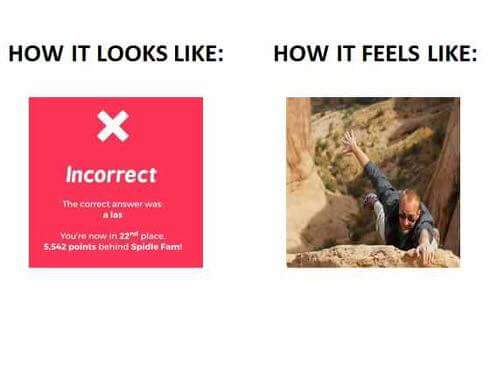 HOW IT LOOKS LIKE:
HOW IT FEELS LIKE:
Incorrect
The correct answer was:
a las
You're now in 22nd place.
5,542 points behind Spidle Fam!